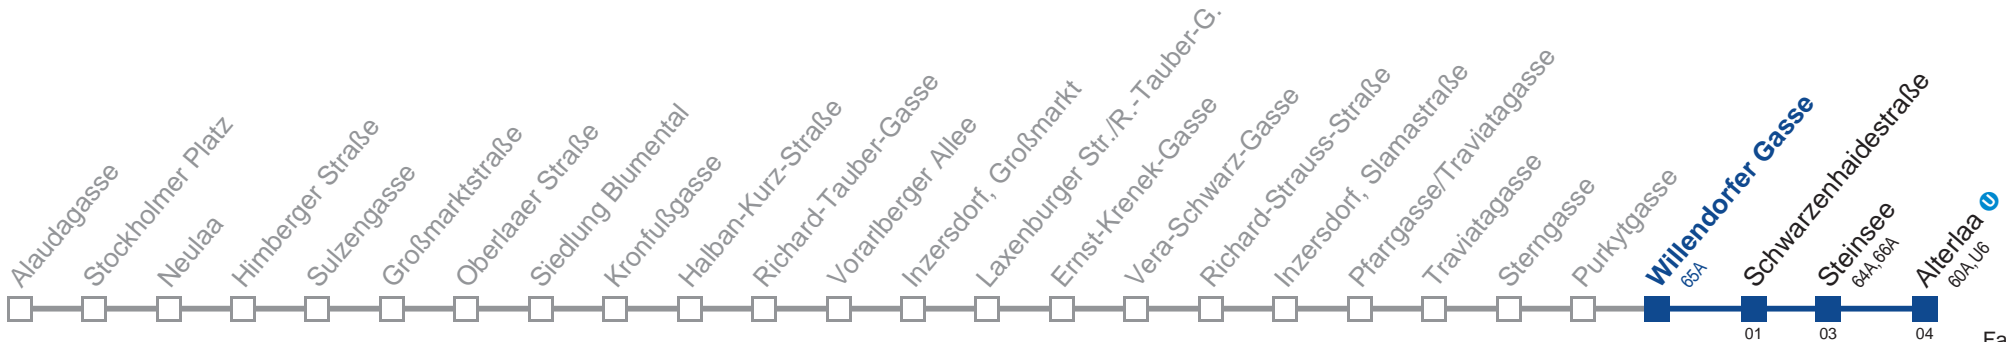 Alaudagasse
Stockholmer Platz
Neulaa
Himberger Straße
Sulzengasse
Großmarktstraße
Oberlaaer Straße
Siedlung Blumental
Kronfußgasse
Halban-Kurz-Straße
Richard-Tauber-Gasse
Vorarlberger Allee
Inzersdorf, Großmarkt
Laxenburger Str./R.-Tauber-G.
Ernst-Krenek-Gasse
Vera-Schwarz-Gasse
Richard-Strauss-Straße
Inzersdorf, Slamastraße
Pfarrgasse/Traviatagasse
Traviatagasse
Sterngasse
Purkytgasse
Willendorfer Gasse
65A
Schwarzenhaidestraße
01
Steinsee
64A,66A
03
Alterlaa U
60A,U6
04
Fa